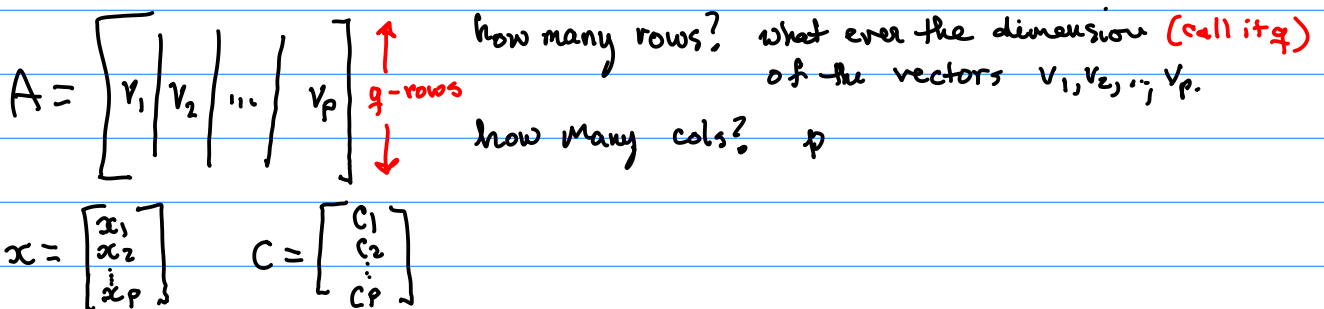 A = [ v₁ | v₂ | ... | vₚ ] q-rows
how many rows? what ever the dimension (call it q)
of the vectors v₁, v₂, .., vₚ.
how many cols? p
x = [ x₁ x₂ ⋮ xₚ ] C = [ c₁ c₂ ⋮ cₚ ]